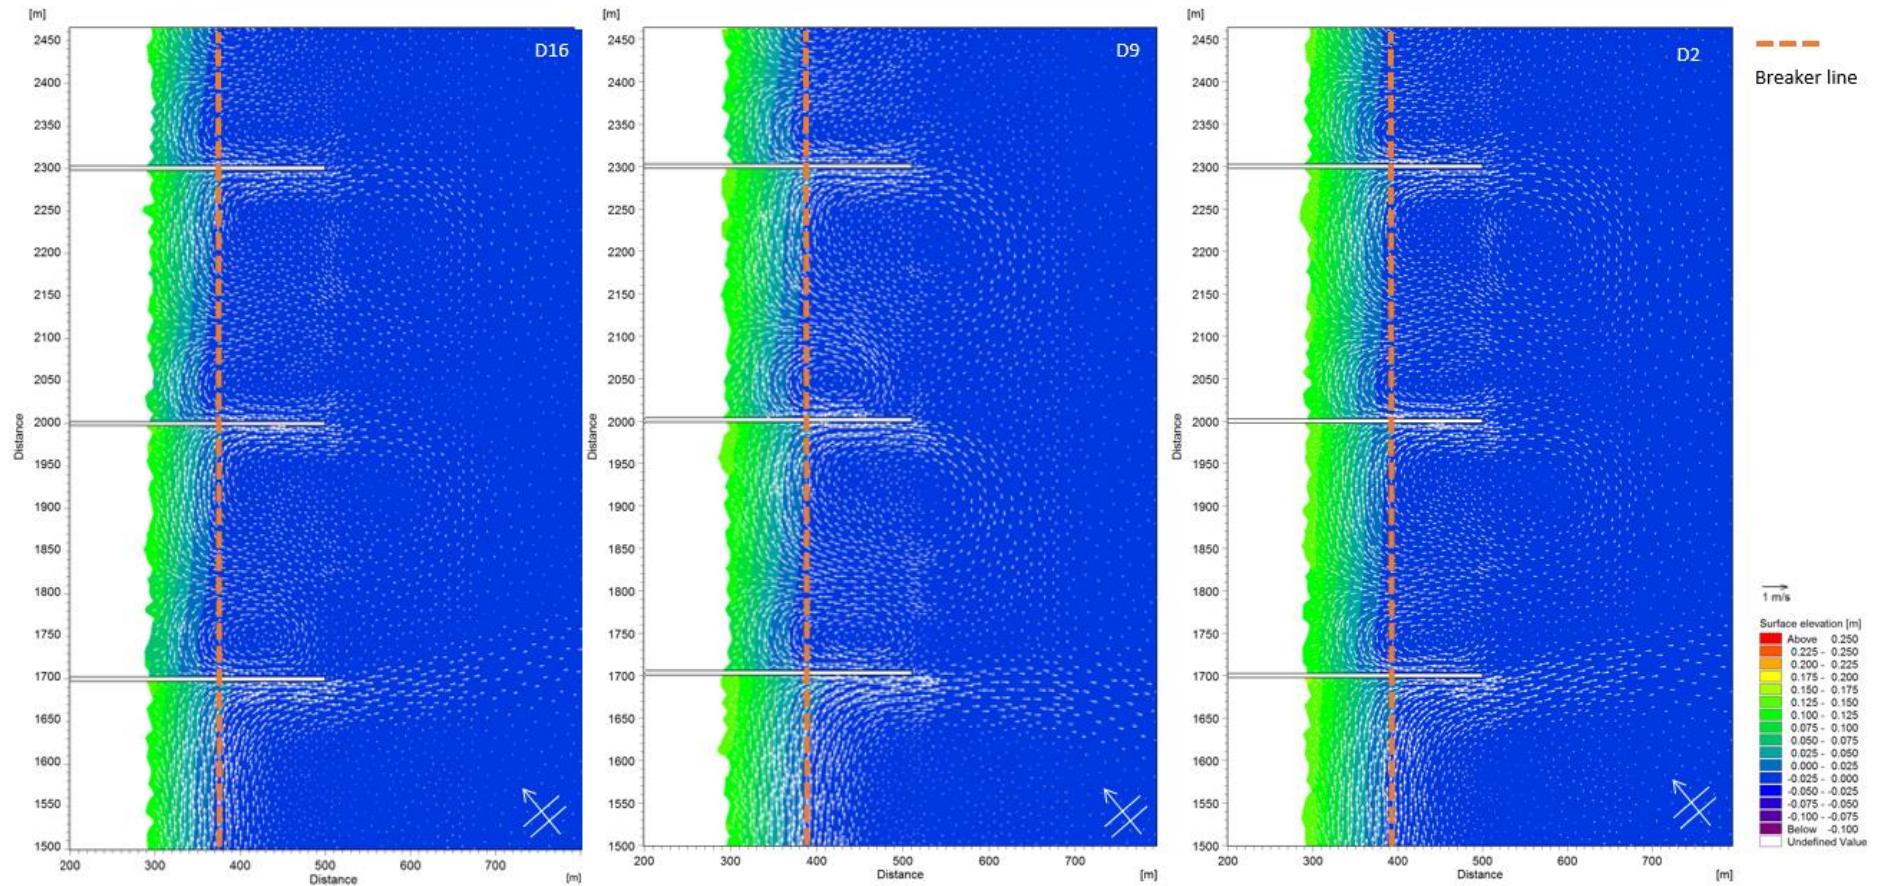 [m]
D16
2450
2400
2350
2300
2250
2200
2150
2100
2050
2000
1950
1900
1850
1800
1750
1700
1650
1600
1550
1500
Distance
200
300
400
500
600
700
Distance
[m]
[m]
D9
2450
2400
2350
2300
2250
2200
2150
2100
2050
2000
1950
1900
1850
1800
1750
1700
1650
1600
1550
1500
Distance
200
300
400
500
600
700
Distance
[m]
[m]
D2
2450
2400
2350
2300
2250
2200
2150
2100
2050
2000
1950
1900
1850
1800
1750
1700
1650
1600
1550
1500
Distance
200
300
400
500
600
700
Distance
[m]
Breaker line
1 m/s
Surface elevation [m]
Above 0.250
0.225 - 0.250
0.200 - 0.225
0.175 - 0.200
0.150 - 0.175
0.125 - 0.150
0.100 - 0.125
0.075 - 0.100
0.050 - 0.075
0.025 - 0.050
0.000 - 0.025
-0.025 - 0.000
-0.050 - -0.025
-0.075 - -0.050
-0.100 - -0.075
Below -0.100
Undefined Value